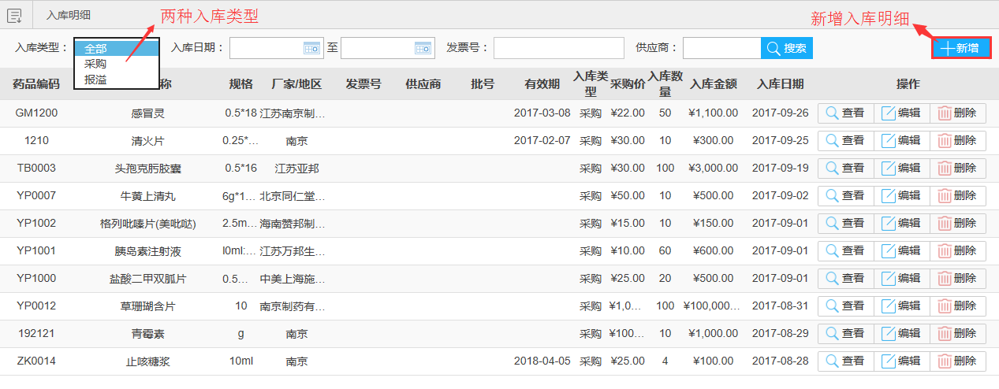 入库明细
两种入库类型
新增入库明细
入库类型： 全部 入库日期： 至 发票号： 供应商： 搜索 新增
采购
报溢
药品编码 称 规格 厂家/地区 发票号 供应商 批号 有效期 入库类型 采购价 入库数量 入库金额 入库日期 操作
GM1200 感冒灵 0.5*18 江苏南京制… 2017-03-08 采购 ¥22.00 50 ¥1,100.00 2017-09-26 查看 编辑 删除
1210 清火片 0.25*… 南京 2017-02-07 采购 ¥30.00 10 ¥300.00 2017-09-25 查看 编辑 删除
TB0003 头孢克肟胶囊 0.5*16 江苏亚邦 采购 ¥30.00 100 ¥3,000.00 2017-09-19 查看 编辑 删除
YP0007 牛黄上清丸 6g*1… 北京同仁堂… 采购 ¥50.00 10 ¥500.00 2017-09-02 查看 编辑 删除
YP1002 格列吡嗪片(美吡达) 2.5m… 海南赞邦制… 采购 ¥15.00 10 ¥150.00 2017-09-01 查看 编辑 删除
YP1001 胰岛素注射液 l0ml:… 江苏万邦生… 采购 ¥10.00 60 ¥600.00 2017-09-01 查看 编辑 删除
YP1000 盐酸二甲双胍片 0.5… 中美上海施… 采购 ¥25.00 20 ¥500.00 2017-09-01 查看 编辑 删除
YP0012 草珊瑚含片 10 南京制药有… 采购 ¥1,0… 100 ¥100,000… 2017-08-31 查看 编辑 删除
192121 青霉素 g 南京 采购 ¥100… 10 ¥1,000.00 2017-08-29 查看 编辑 删除
ZK0014 止咳糖浆 10ml 南京 2018-04-05 采购 ¥25.00 4 ¥100.00 2017-08-28 查看 编辑 删除